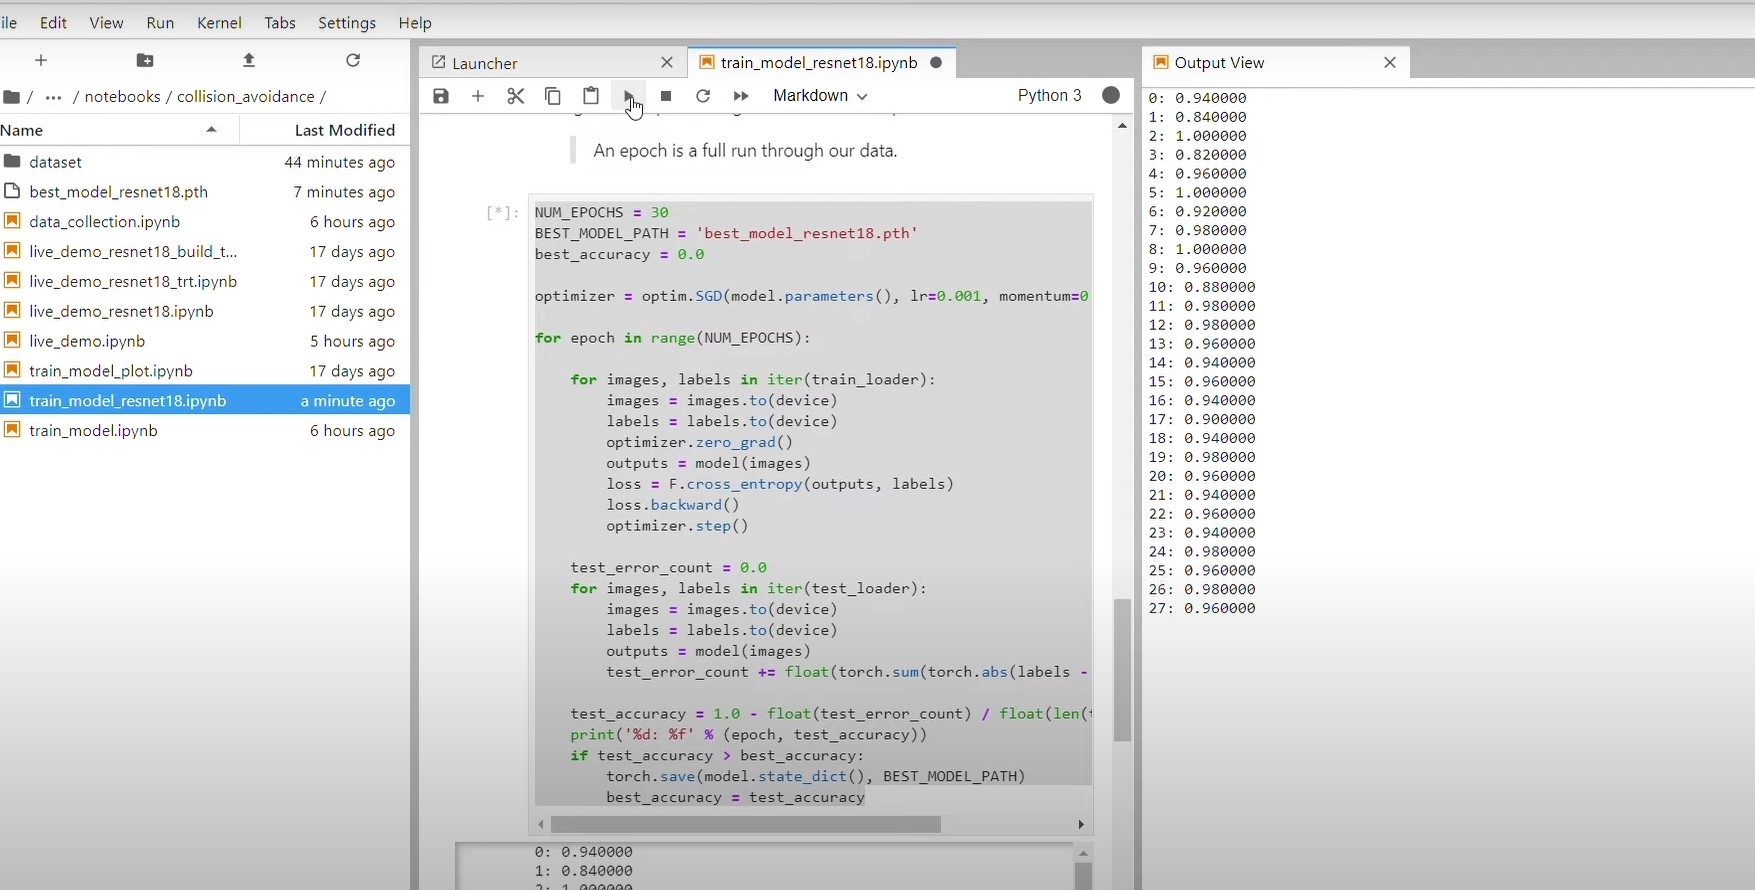 ile Edit View Run Kernel Tabs Settings Help
/ ··· / notebooks / collision_avoidance /
Name Last Modified
dataset 44 minutes ago
best_model_resnet18.pth 7 minutes ago
data_collection.ipynb 6 hours ago
live_demo_resnet18_build_t... 17 days ago
live_demo_resnet18_trt.ipynb 17 days ago
live_demo_resnet18.ipynb 17 days ago
live_demo.ipynb 5 hours ago
train_model_plot.ipynb 17 days ago
train_model_resnet18.ipynb a minute ago
train_model.ipynb 6 hours ago
Launcher
train_model_resnet18.ipynb
Markdown
Python 3
An epoch is a full run through our data.
[*]:
NUM_EPOCHS = 30
BEST_MODEL_PATH = 'best_model_resnet18.pth'
best_accuracy = 0.0
optimizer = optim.SGD(model.parameters(), lr=0.001, momentum=0
for epoch in range(NUM_EPOCHS):
for images, labels in iter(train_loader):
images = images.to(device)
labels = labels.to(device)
optimizer.zero_grad()
outputs = model(images)
loss = F.cross_entropy(outputs, labels)
loss.backward()
optimizer.step()
test_error_count = 0.0
for images, labels in iter(test_loader):
images = images.to(device)
labels = labels.to(device)
outputs = model(images)
test_error_count += float(torch.sum(torch.abs(labels -
test_accuracy = 1.0 - float(test_error_count) / float(len(
print('%d: %f' % (epoch, test_accuracy))
if test_accuracy > best_accuracy:
torch.save(model.state_dict(), BEST_MODEL_PATH)
best_accuracy = test_accuracy
0: 0.940000
1: 0.840000
2: 1.000000
Output View
0: 0.940000
1: 0.840000
2: 1.000000
3: 0.820000
4: 0.960000
5: 1.000000
6: 0.920000
7: 0.980000
8: 1.000000
9: 0.960000
10: 0.880000
11: 0.980000
12: 0.980000
13: 0.960000
14: 0.940000
15: 0.960000
16: 0.940000
17: 0.900000
18: 0.940000
19: 0.980000
20: 0.960000
21: 0.940000
22: 0.960000
23: 0.940000
24: 0.980000
25: 0.960000
26: 0.980000
27: 0.960000